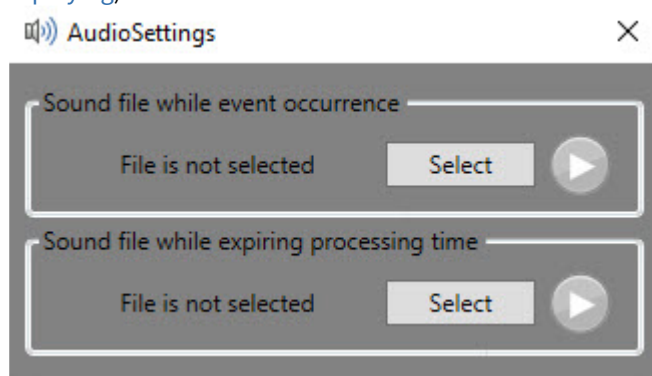 AudioSettings
Sound file while event occurrence
File is not selected
Select
Sound file while expiring processing time
File is not selected
Select